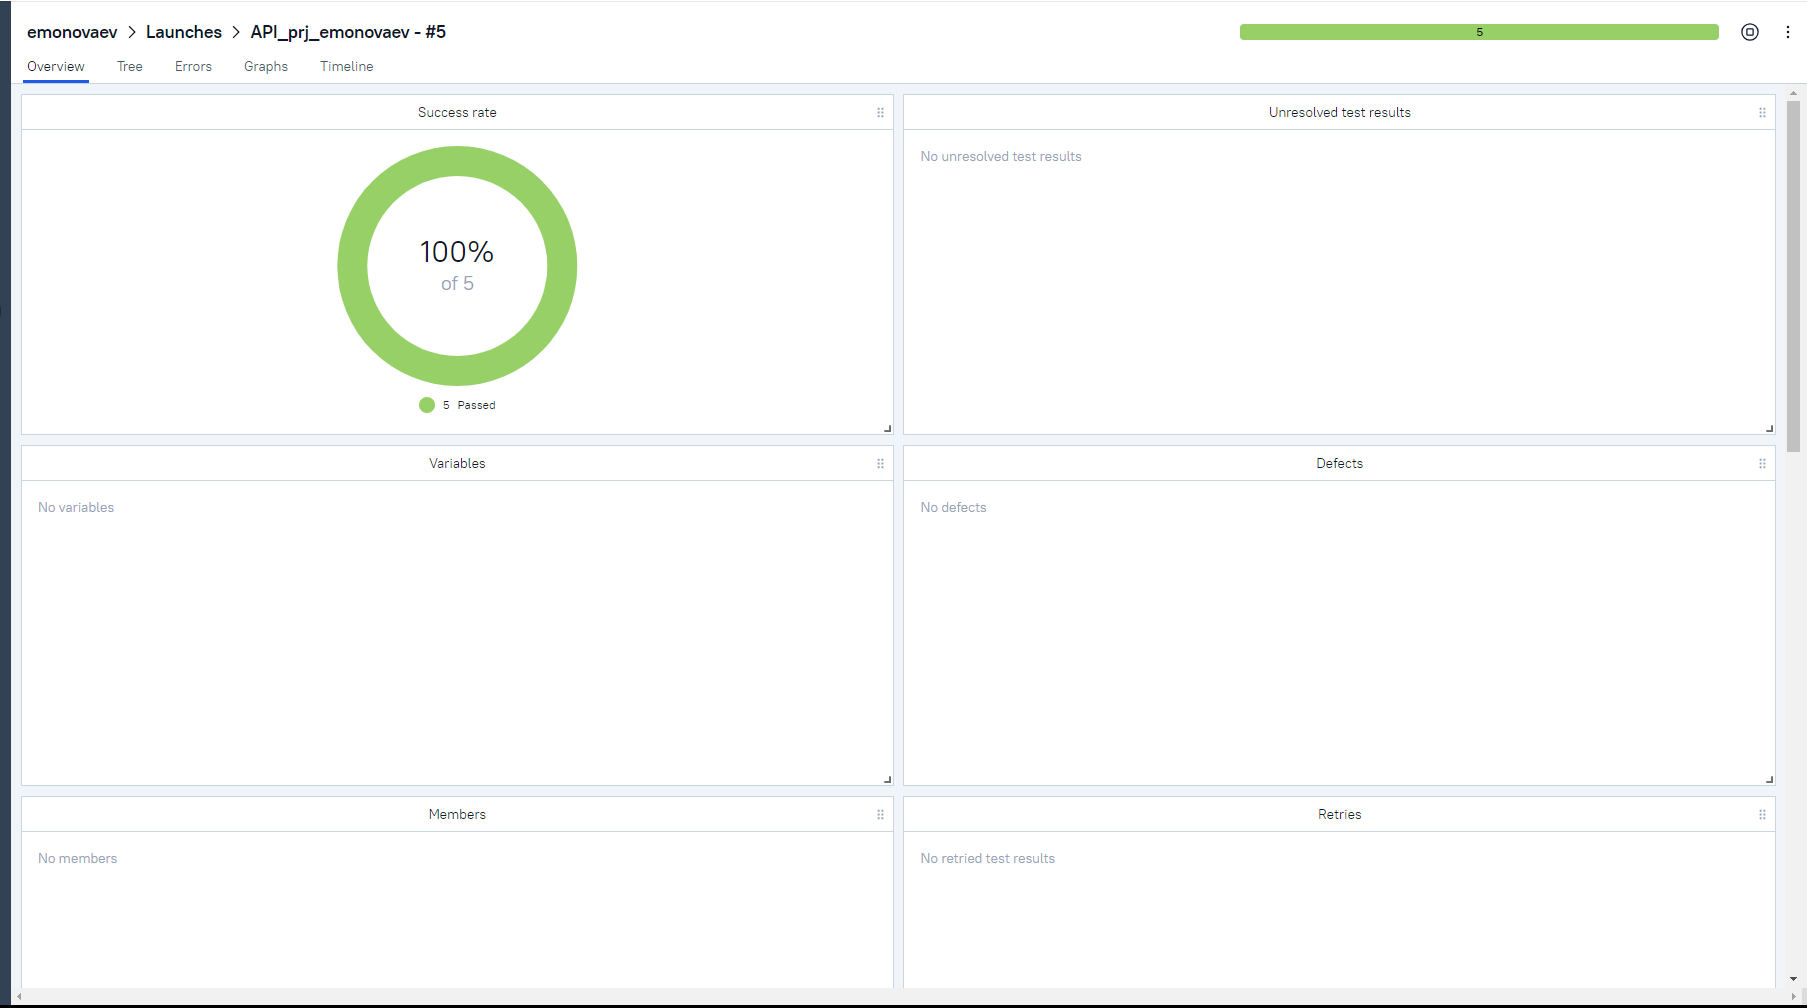 emonovaev > Launches > API_prj_emonovaev - #5
5
Overview Tree Errors Graphs Timeline
Success rate
100%
of 5
5 Passed
Unresolved test results
No unresolved test results
Variables
No variables
Defects
No defects
Members
No members
Retries
No retried test results